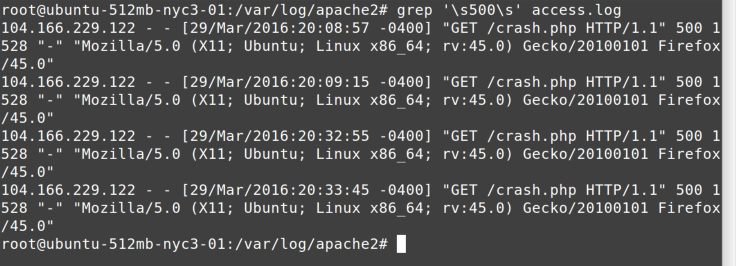 root@ubuntu-512mb-nyc3-01:/var/log/apache2# grep '\s500\s' access.log
104.166.229.122 - - [29/Mar/2016:20:08:57 -0400] "GET /crash.php HTTP/1.1" 500 1
528 "-" "Mozilla/5.0 (X11; Ubuntu; Linux x86_64; rv:45.0) Gecko/20100101 Firefox
/45.0"
104.166.229.122 - - [29/Mar/2016:20:09:15 -0400] "GET /crash.php HTTP/1.1" 500 1
528 "-" "Mozilla/5.0 (X11; Ubuntu; Linux x86_64; rv:45.0) Gecko/20100101 Firefox
/45.0"
104.166.229.122 - - [29/Mar/2016:20:32:55 -0400] "GET /crash.php HTTP/1.1" 500 1
528 "-" "Mozilla/5.0 (X11; Ubuntu; Linux x86_64; rv:45.0) Gecko/20100101 Firefox
/45.0"
104.166.229.122 - - [29/Mar/2016:20:33:45 -0400] "GET /crash.php HTTP/1.1" 500 1
528 "-" "Mozilla/5.0 (X11; Ubuntu; Linux x86_64; rv:45.0) Gecko/20100101 Firefox
/45.0"
root@ubuntu-512mb-nyc3-01:/var/log/apache2#